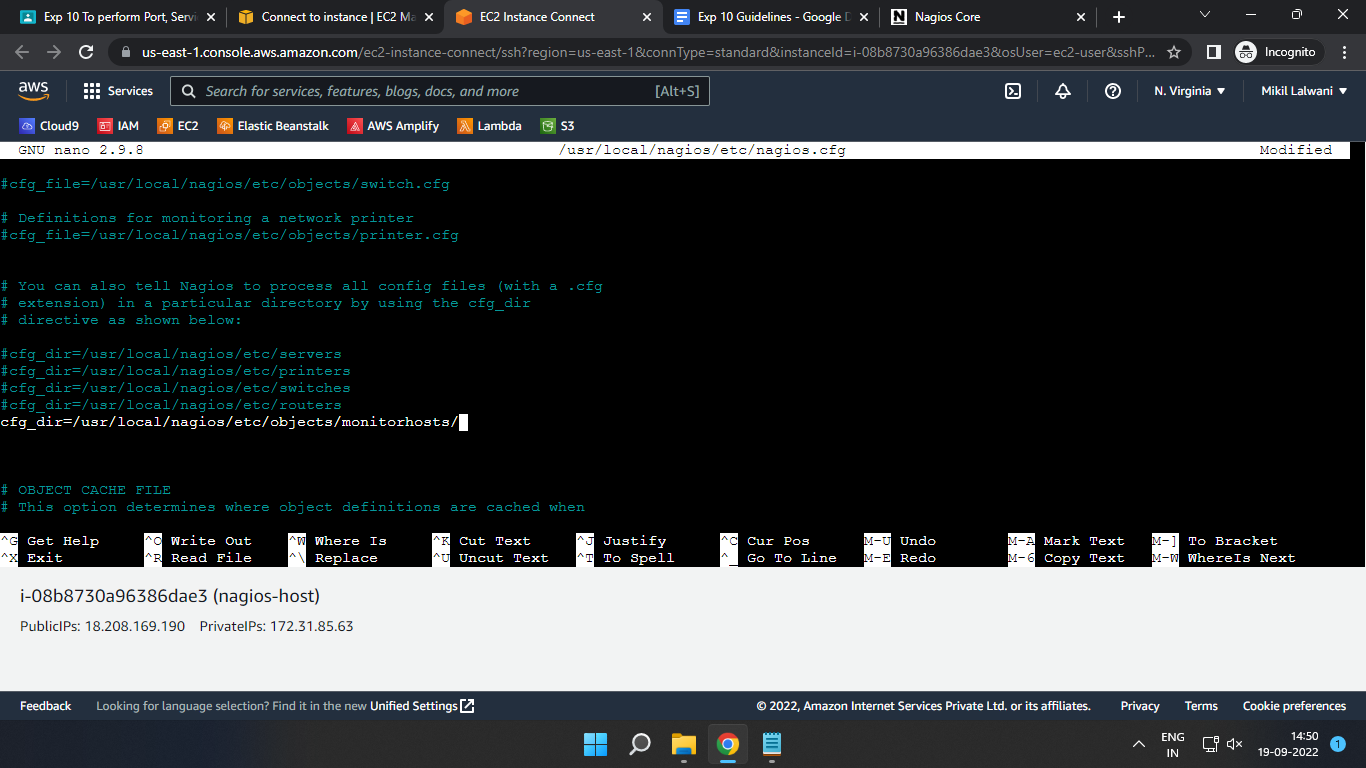 Exp 10 To perform Port, Servi
Connect to instance | EC2 Ma
EC2 Instance Connect
Exp 10 Guidelines - Google D
Nagios Core
us-east-1.console.aws.amazon.com/ec2-instance-connect/ssh?region=us-east-1&connType=standard&instanceId=i-08b8730a96386dae3&osUser=ec2-user&sshP...
Incognito
aws
Services
Search for services, features, blogs, docs, and more
[Alt+S]
N. Virginia
Mikil Lalwani
Cloud9
IAM
EC2
Elastic Beanstalk
AWS Amplify
Lambda
S3
GNU nano 2.9.8 /usr/local/nagios/etc/nagios.cfg Modified
#cfg_file=/usr/local/nagios/etc/objects/switch.cfg
# Definitions for monitoring a network printer
#cfg_file=/usr/local/nagios/etc/objects/printer.cfg
# You can also tell Nagios to process all config files (with a .cfg
# extension) in a particular directory by using the cfg_dir
# directive as shown below:
#cfg_dir=/usr/local/nagios/etc/servers
#cfg_dir=/usr/local/nagios/etc/printers
#cfg_dir=/usr/local/nagios/etc/switches
#cfg_dir=/usr/local/nagios/etc/routers
cfg_dir=/usr/local/nagios/etc/objects/monitorhosts/
# OBJECT CACHE FILE
# This option determines where object definitions are cached when
^G Get Help ^O Write Out ^W Where Is ^K Cut Text ^J Justify ^C Cur Pos M-U Undo M-A Mark Text M-] To Bracket
^X Exit ^R Read File ^\ Replace ^U Uncut Text ^T To Spell ^_ Go To Line M-E Redo M-6 Copy Text M-W WhereIs Next
i-08b8730a96386dae3 (nagios-host)
PublicIPs: 18.208.169.190 PrivateIPs: 172.31.85.63
Feedback
Looking for language selection? Find it in the new Unified Settings
© 2022, Amazon Internet Services Private Ltd. or its affiliates.
Privacy
Terms
Cookie preferences
ENG
IN
14:50
19-09-2022
1